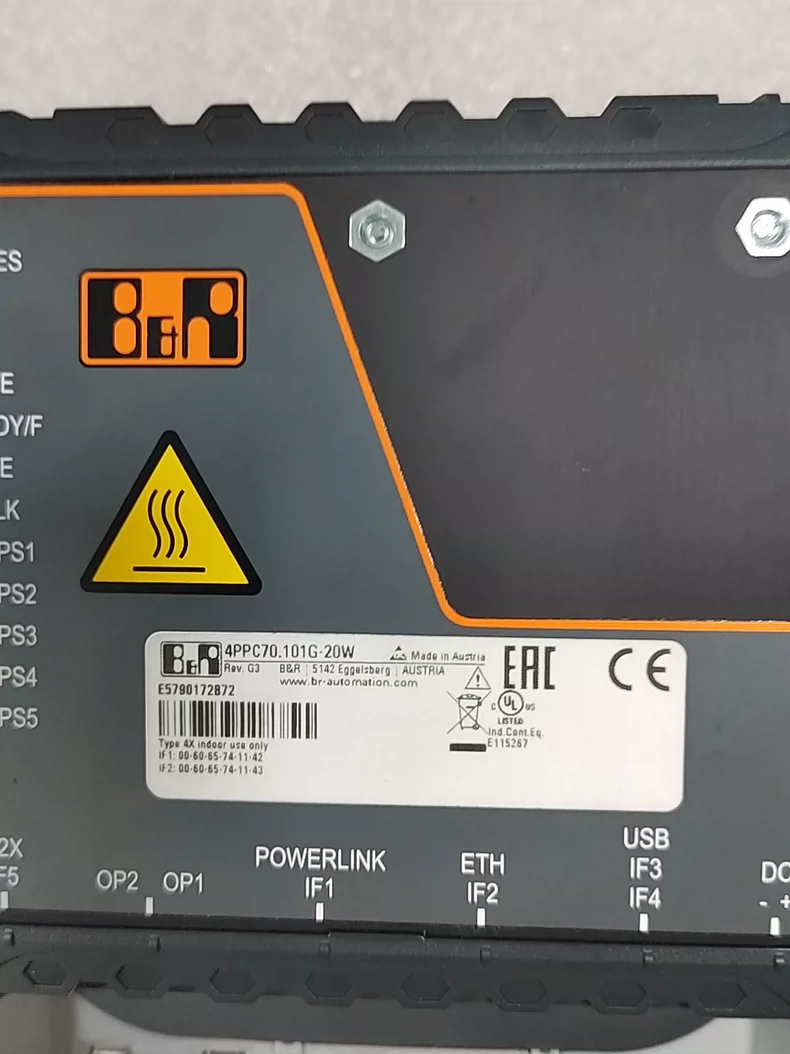 ES
B&R
E
DY/F
E
LK
PS1
PS2
PS3
PS4
PS5
B&R 4PPC70.101G-20W Made in Austria
Rev. G3 B&R | 5142 Eggelsberg | AUSTRIA
www.br-automation.com
E5790172872
Type 4X indoor use only
IF1: 00-60-65-74-11-42
IF2: 00-60-65-74-11-43
EAC CE
C UL US
LISTED
Ind.Cont.Eq.
E115267
2X
F5
OP2 OP1
POWERLINK
IF1
ETH
IF2
USB
IF3
IF4
DC
- +